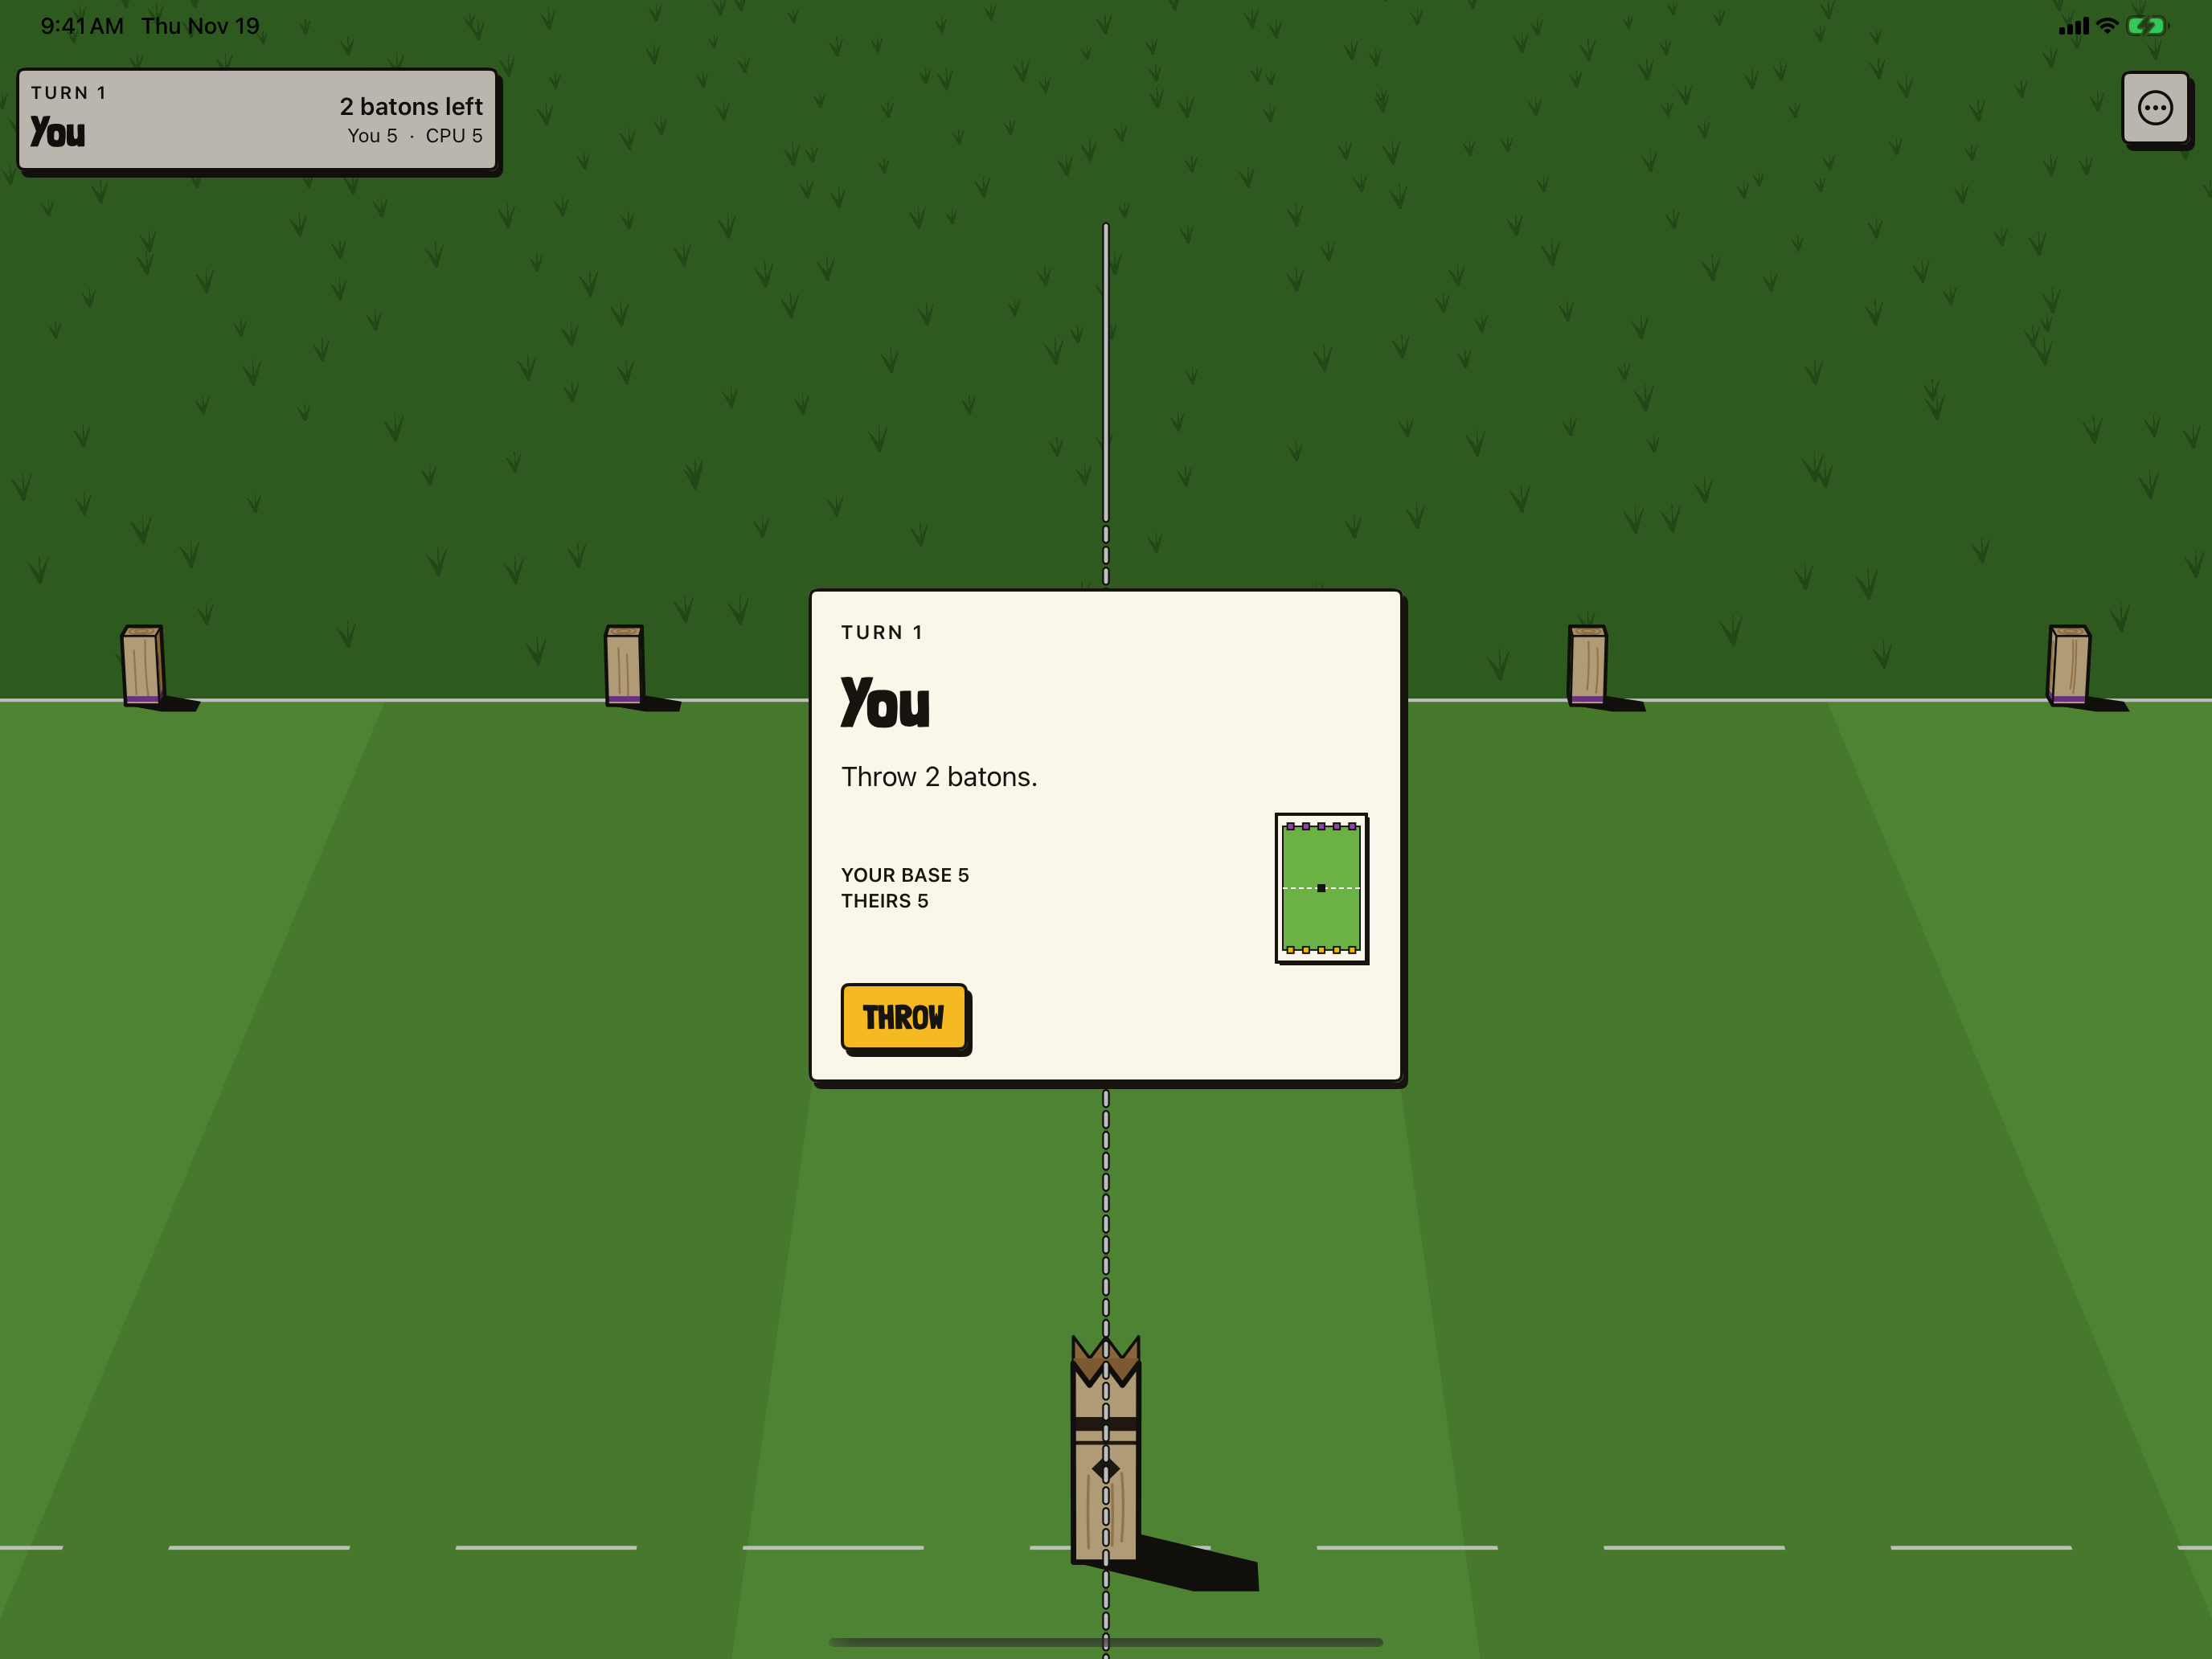 9:41 AM Thu Nov 19
TURN 1
You
2 batons left
You 5 · CPU 5
TURN 1
You
Throw 2 batons.
YOUR BASE 5
THEIRS 5
THROW